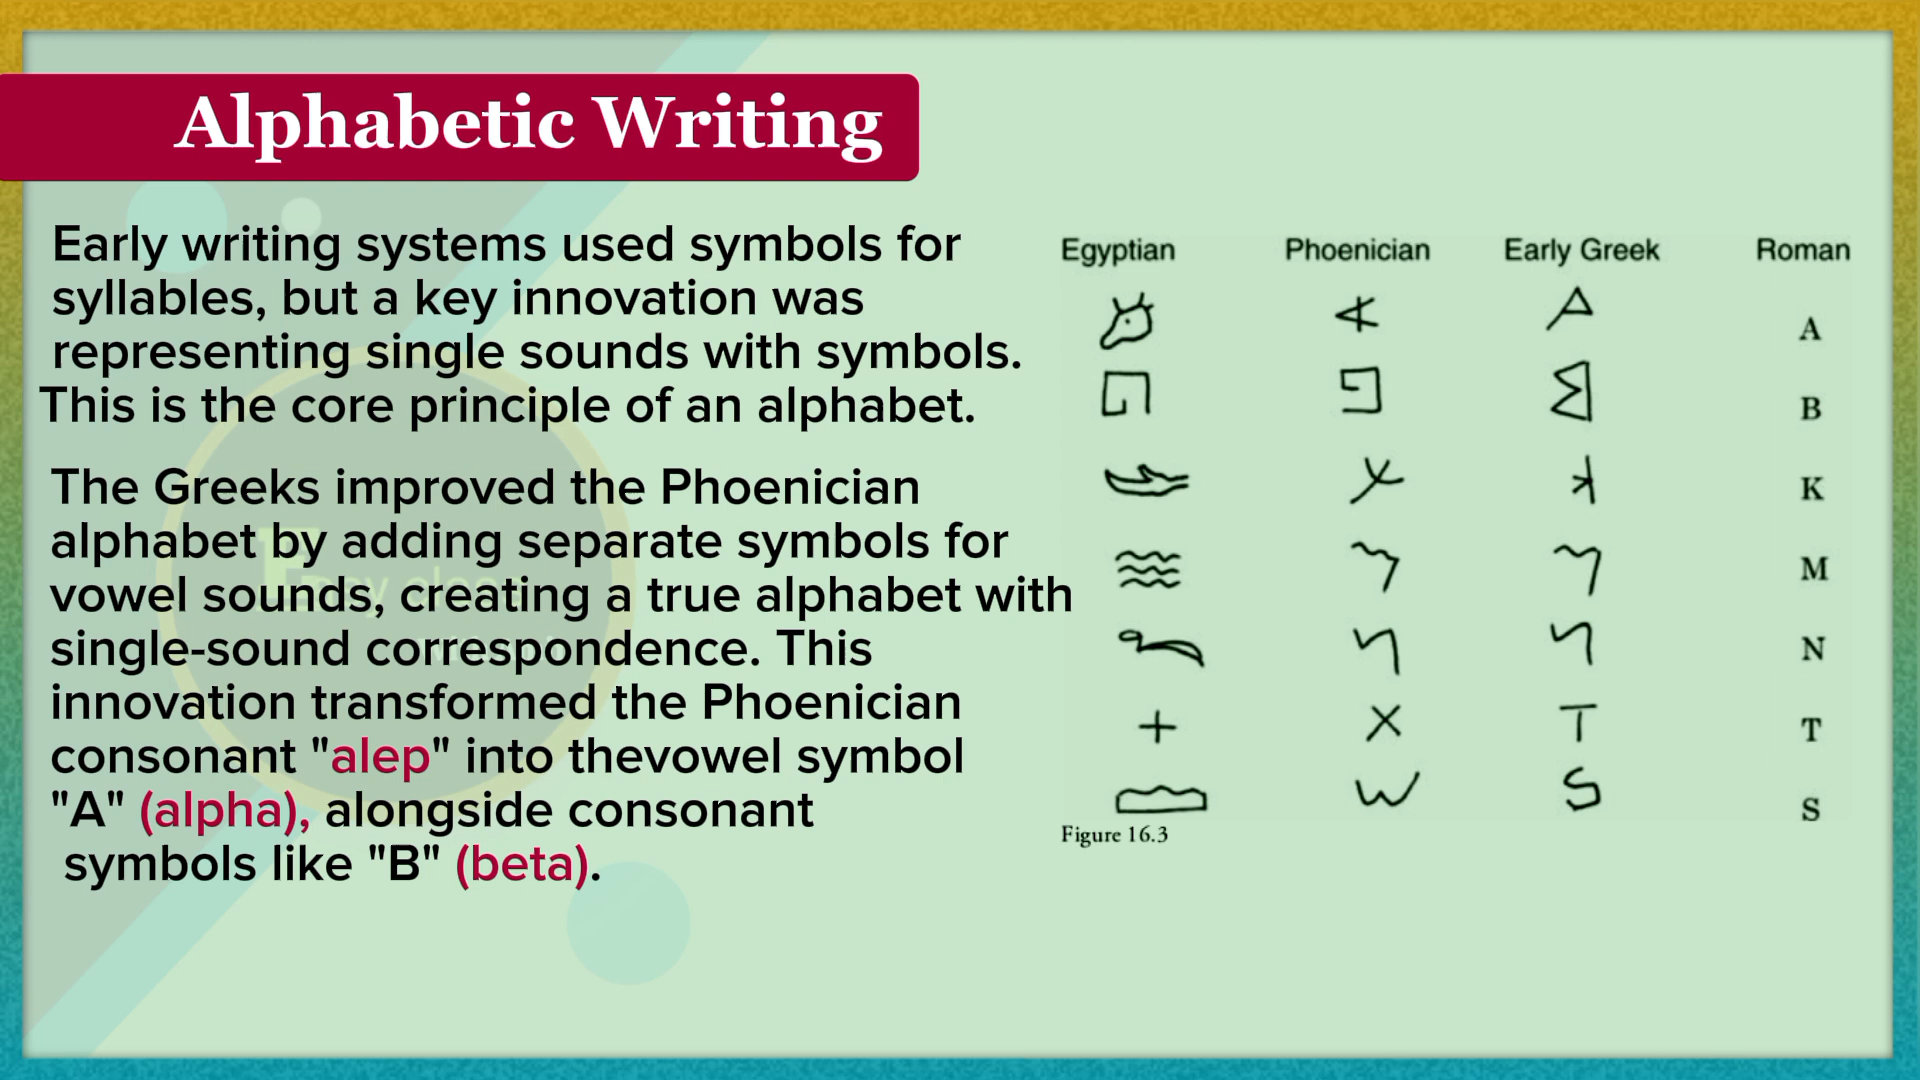 Alphabetic Writing
Early writing systems used symbols for
syllables, but a key innovation was
representing single sounds with symbols.
This is the core principle of an alphabet.
The Greeks improved the Phoenician
alphabet by adding separate symbols for
vowel sounds, creating a true alphabet with
single-sound correspondence. This
innovation transformed the Phoenician
consonant "alep" into thevowel symbol
"A" (alpha), alongside consonant
symbols like "B" (beta).
Egyptian Phoenician Early Greek Roman
A
B
K
M
N
T
S
Figure 16.3